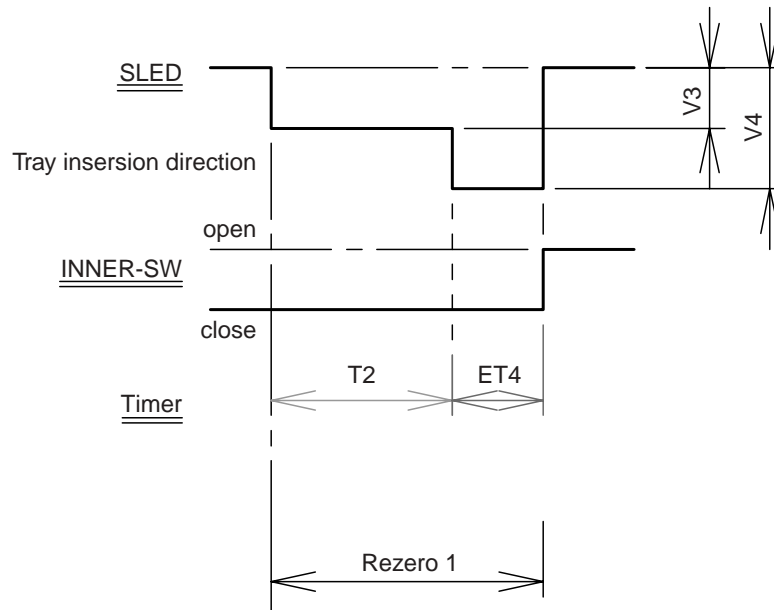 SLED
V3
V4
Tray insersion direction
open
INNER-SW
close
T2
ET4
Timer
Rezero 1